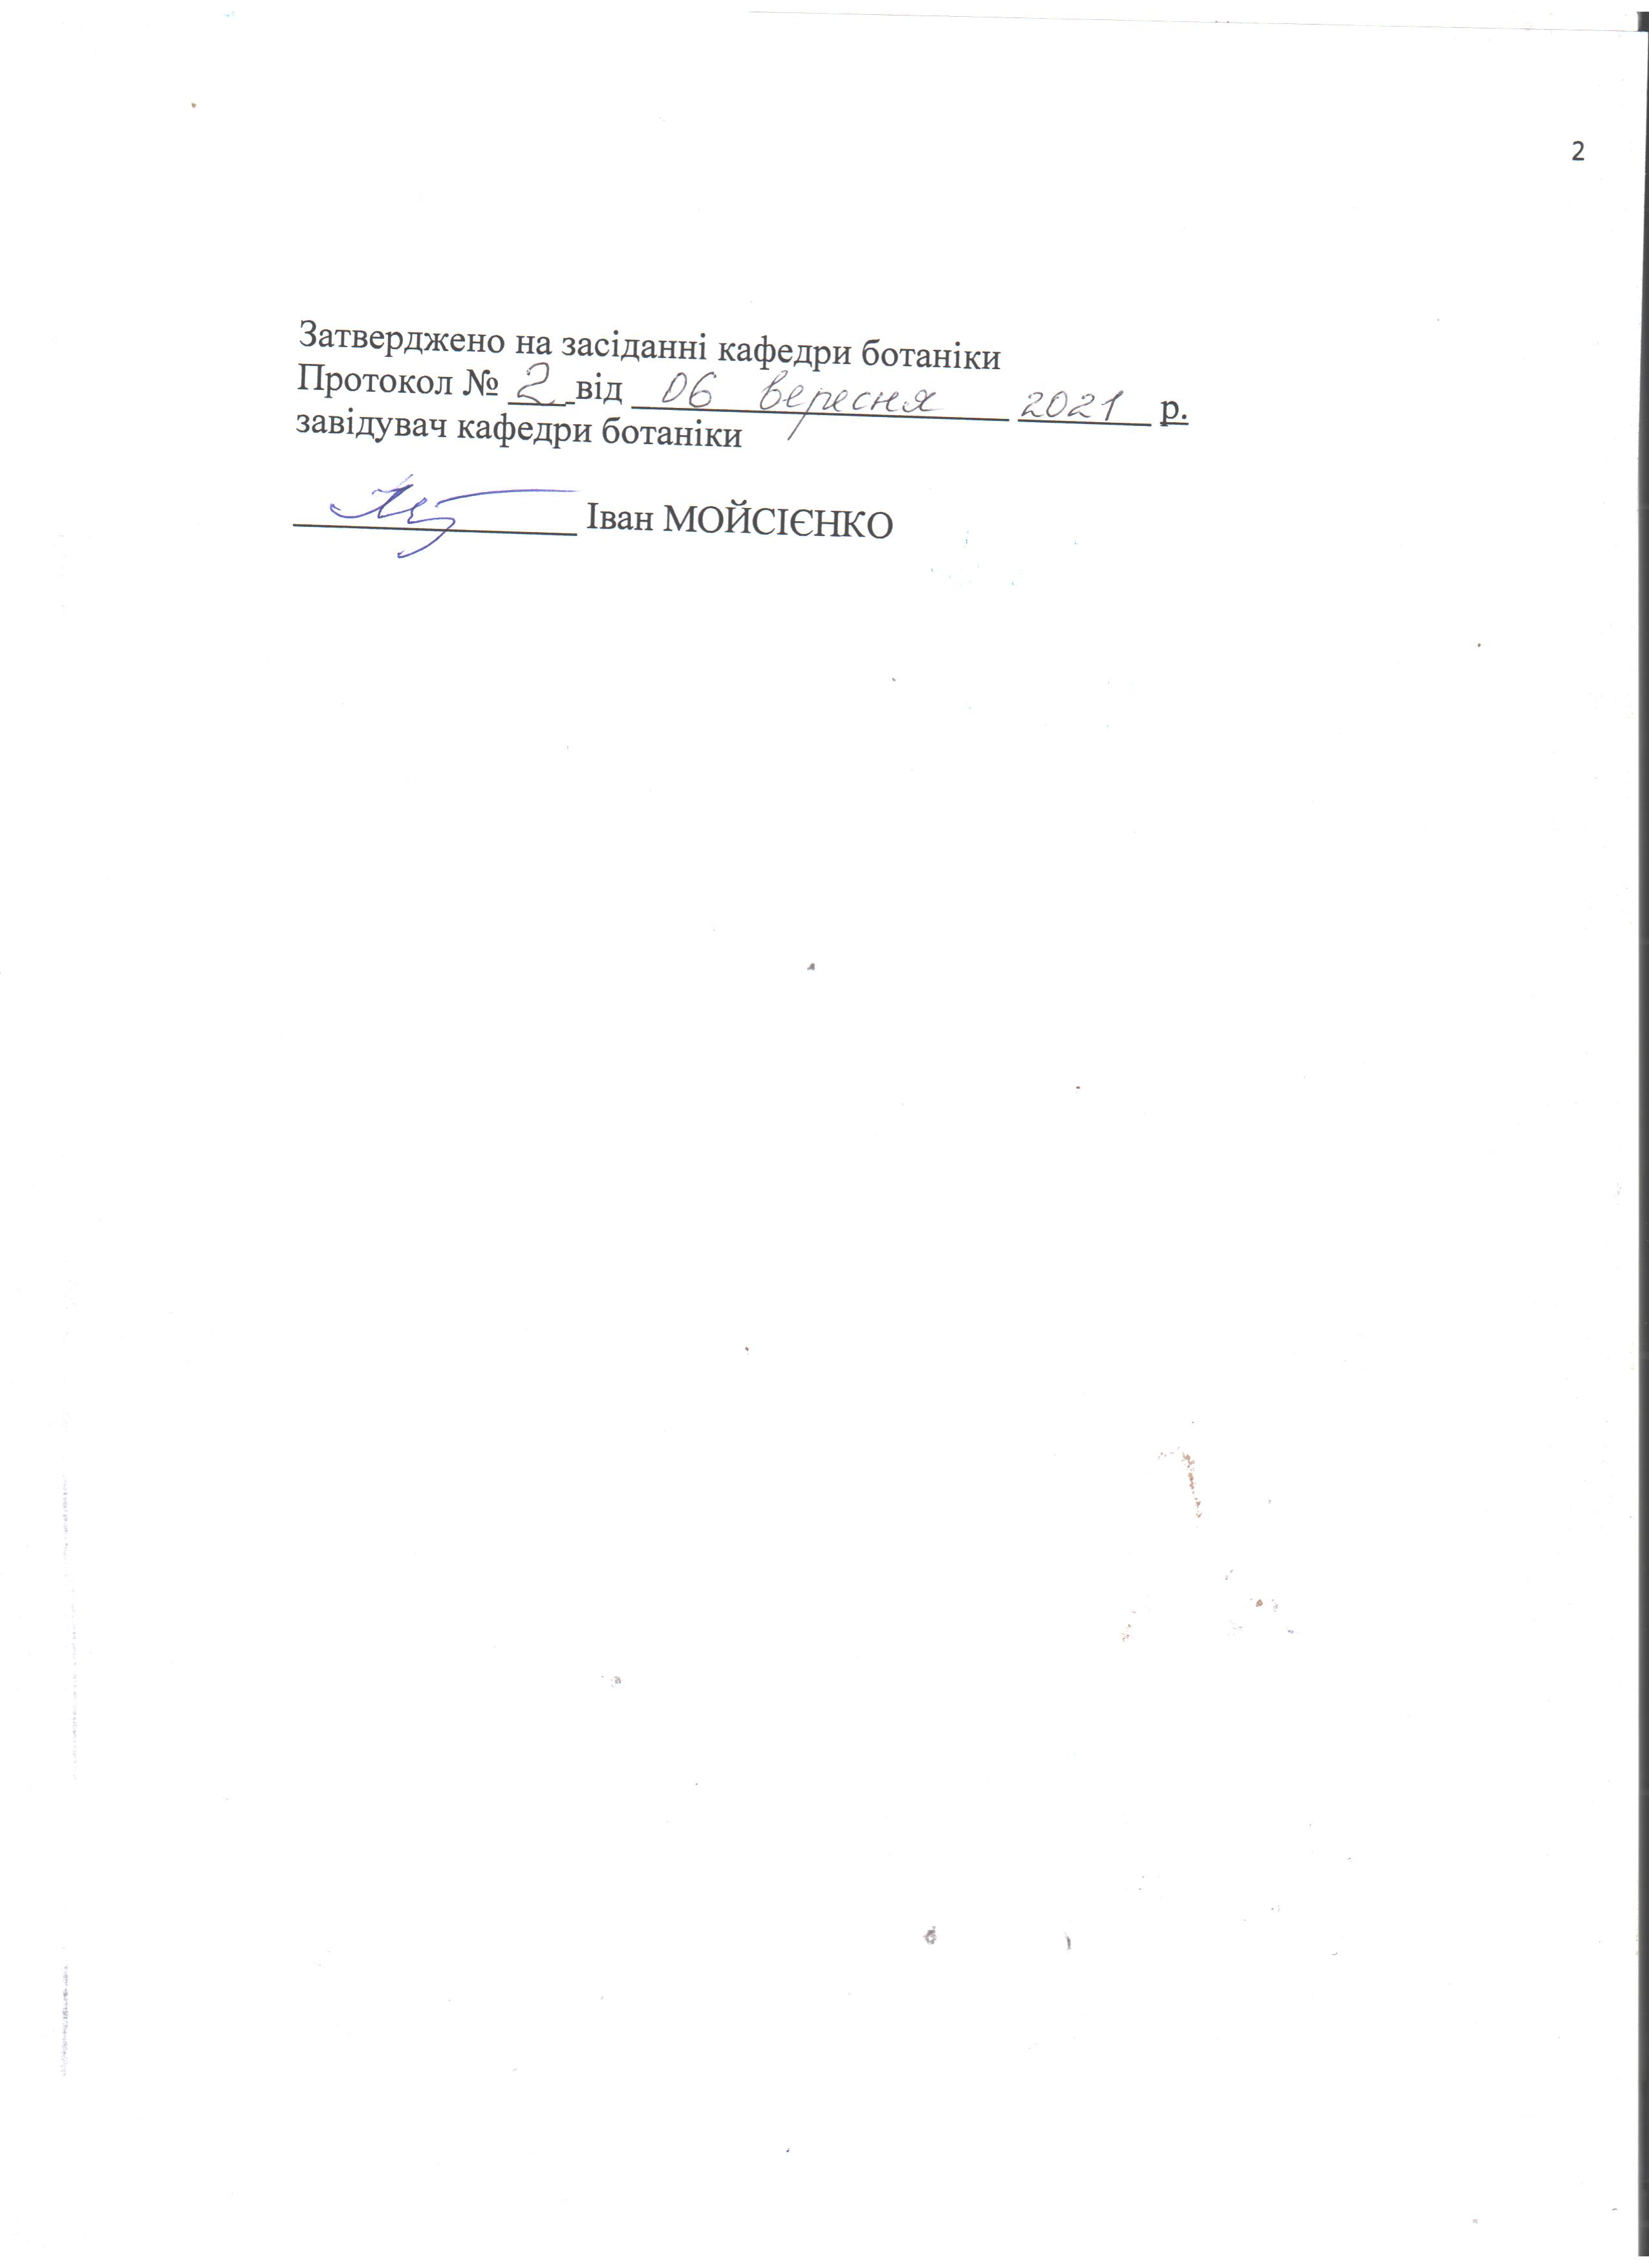 2
Затверджено на засіданні кафедри ботаніки
Протокол № 2 від 06 вересня 2021 р.
завідувач кафедри ботаніки
Іван МОЙСІЄНКО